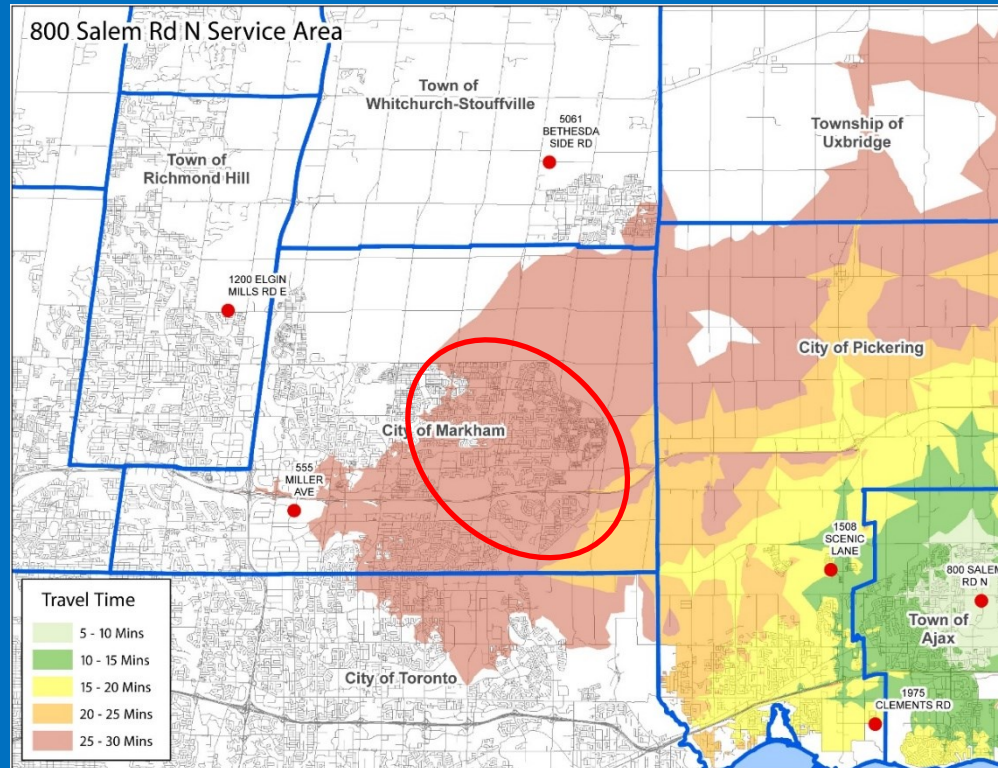 800 Salem Rd N Service Area
Town of
Whitchurch-Stouffville
5061
BETHESDA
SIDE RD
Township of
Uxbridge
Town of
Richmond Hill
1200 ELGIN
MILLS RD E
City of Pickering
City of Markham
555
MILLER
AVE
1508
SCENIC
LANE
800 SALEM
RD N
Town of
Ajax
City of Toronto
1975
CLEMENTS RD
Travel Time
5 - 10 Mins
10 - 15 Mins
15 - 20 Mins
20 - 25 Mins
25 - 30 Mins